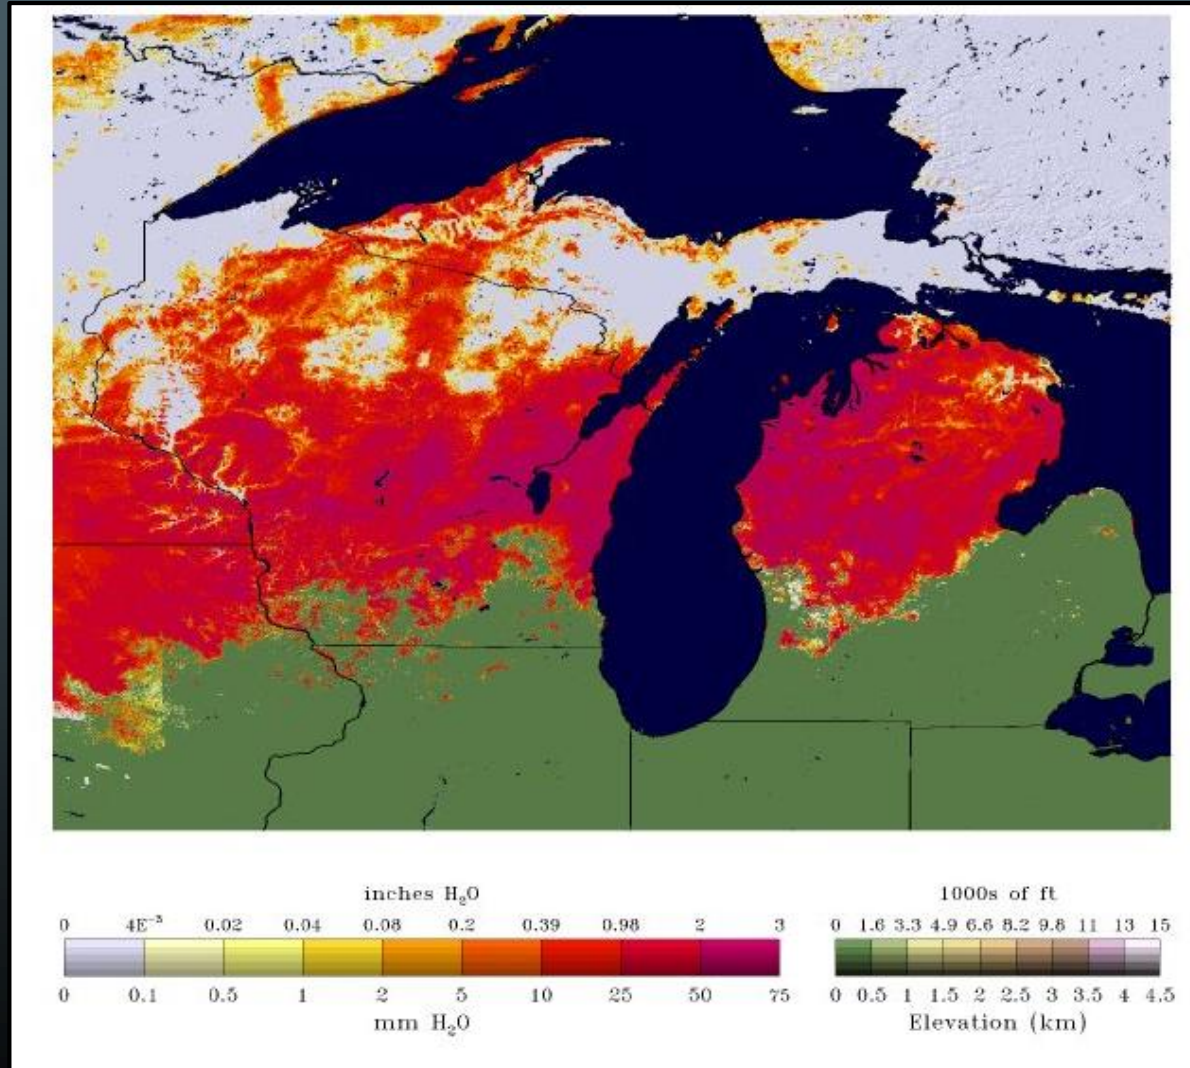 inches H₂O
0 4E⁻³ 0.02 0.04 0.08 0.2 0.39 0.98 2 3
0 0.1 0.5 1 2 5 10 25 50 75
mm H₂O
1000s of ft
0 1.6 3.3 4.9 6.6 8.2 9.8 11 13 15
0 0.5 1 1.5 2 2.5 3 3.5 4 4.5
Elevation (km)